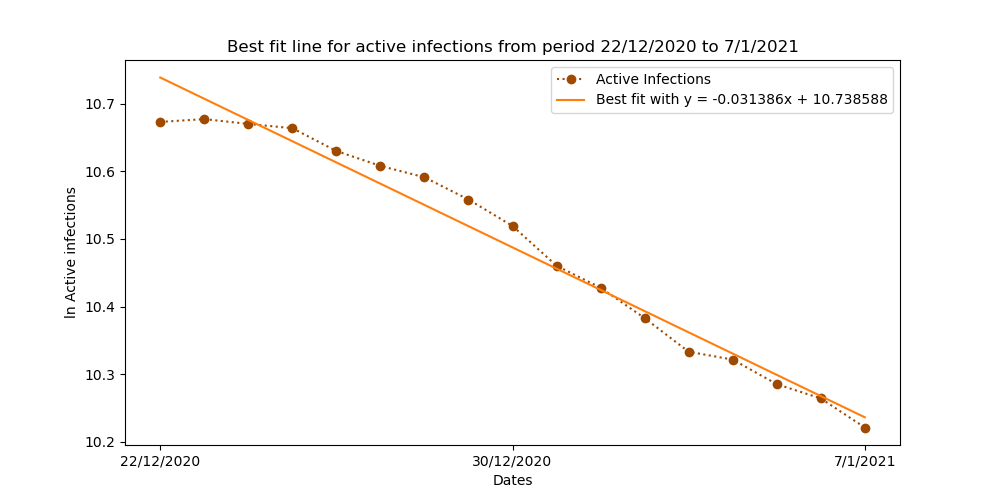 Best fit line for active infections from period 22/12/2020 to 7/1/2021
Active Infections
Best fit with y = -0.031386x + 10.738588
10.7
10.6
10.5
10.4
10.3
10.2
ln Active infections
22/12/2020 30/12/2020 7/1/2021
Dates